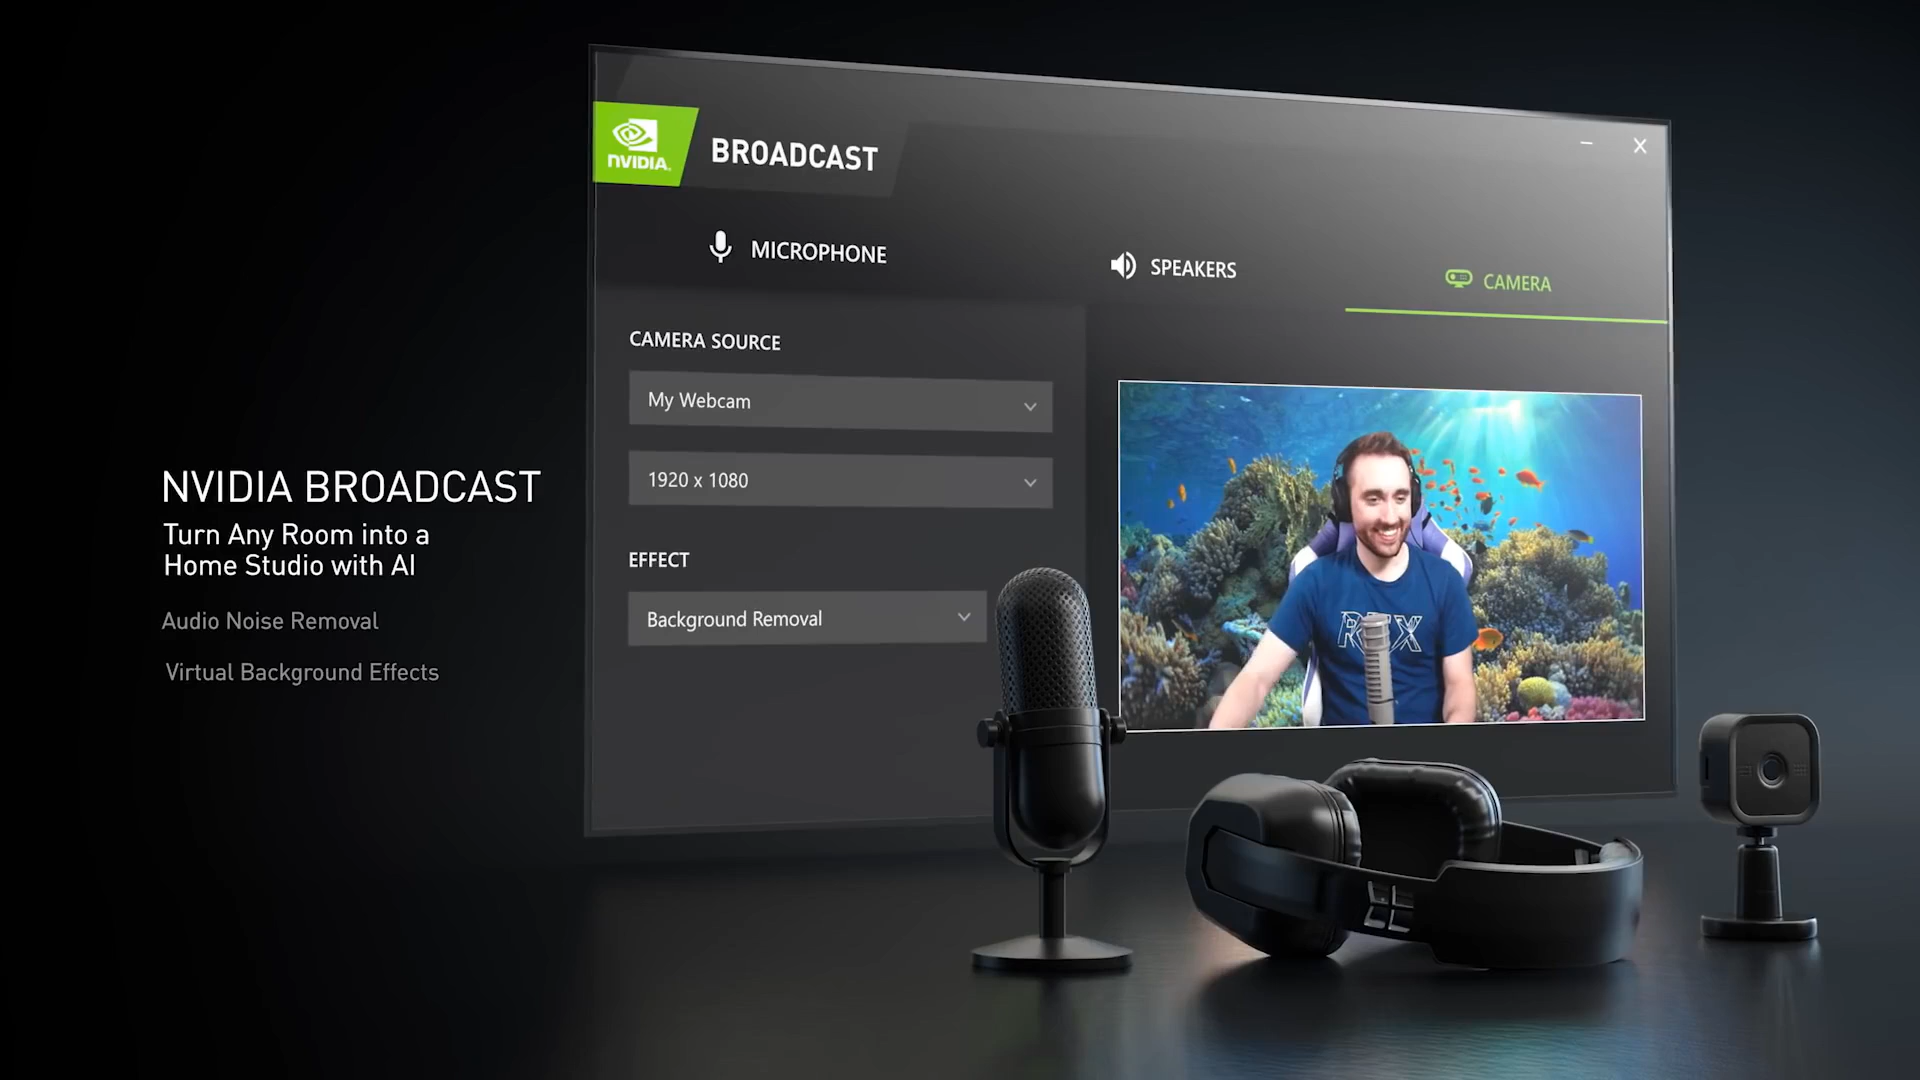 NVIDIA BROADCAST
Turn Any Room into a
Home Studio with AI
Audio Noise Removal
Virtual Background Effects
NVIDIA.
BROADCAST
MICROPHONE
SPEAKERS
CAMERA
CAMERA SOURCE
My Webcam
1920 x 1080
EFFECT
Background Removal
RTX